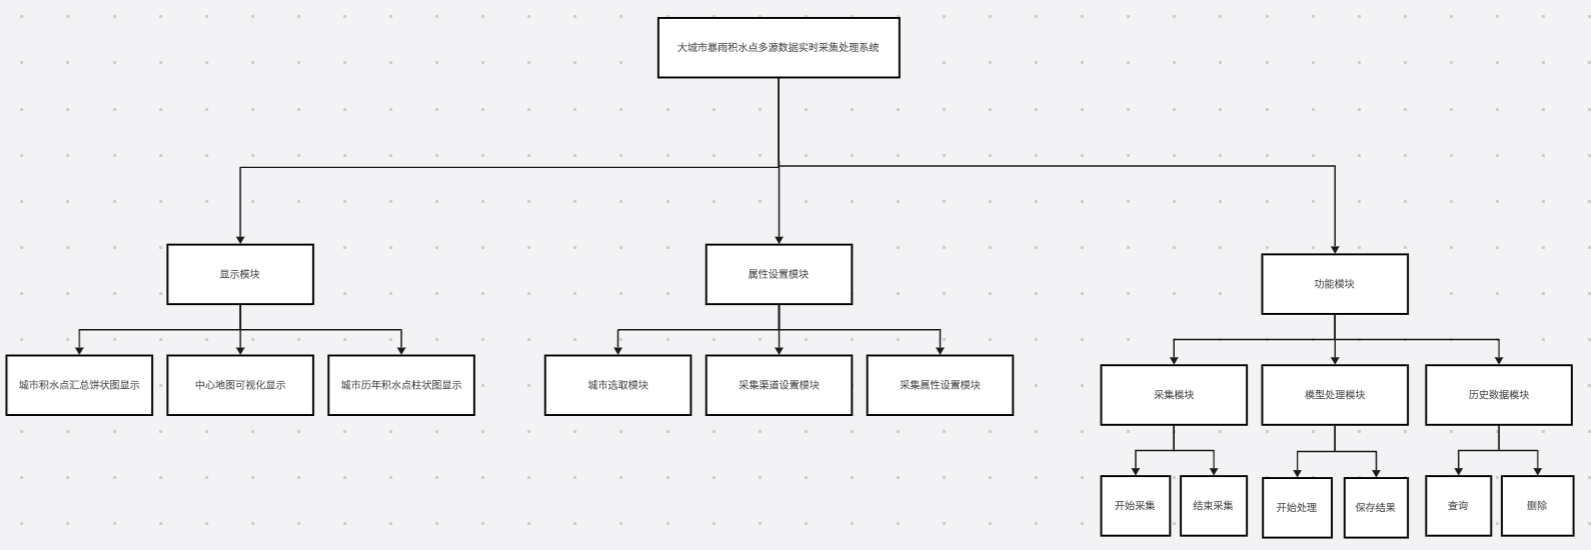 大城市暴雨积水点多源数据实时采集处理系统
显示模块
属性设置模块
功能模块
城市积水点汇总饼状图显示
中心地图可视化显示
城市历年积水点柱状图显示
城市选取模块
采集渠道设置模块
采集属性设置模块
采集模块
模型处理模块
历史数据模块
开始采集
结束采集
开始处理
保存结果
查询
删除